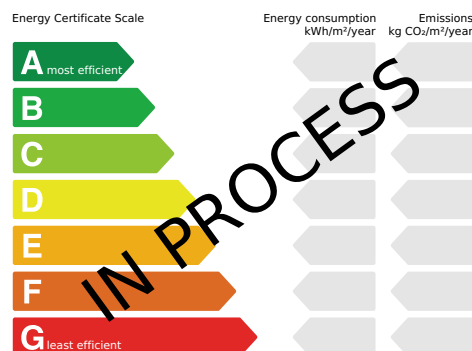 Energy Certificate Scale
Energy consumption
kWh/m²/year
Emissions
kg CO₂/m²/year
A most efficient
B
C
D
E
F
G least efficient
IN PROCESS